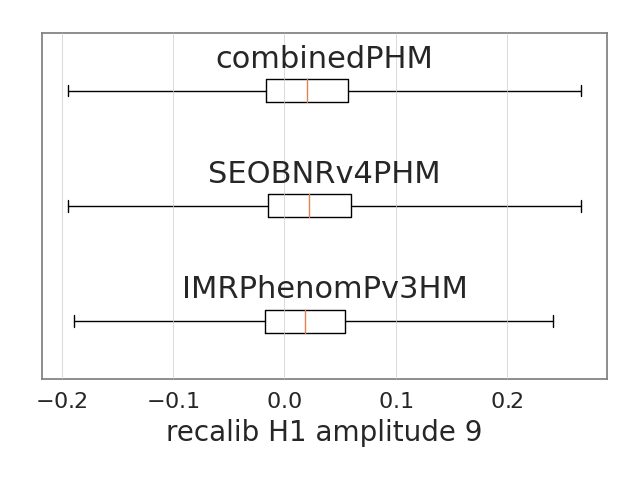 combinedPHM
SEOBNRv4PHM
IMRPhenomPv3HM
−0.2 −0.1 0.0 0.1 0.2
recalib H1 amplitude 9